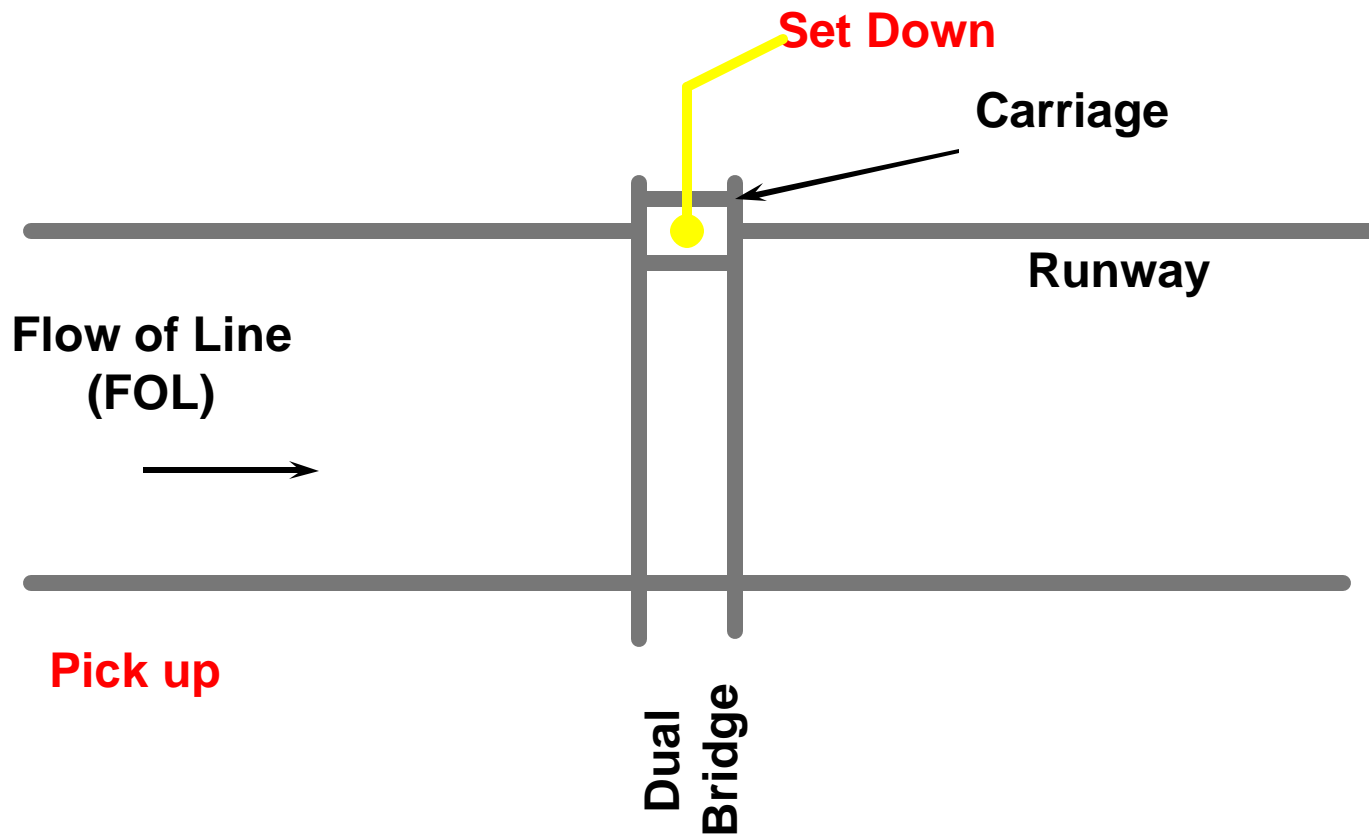 Set Down
Carriage
Runway
Flow of Line
(FOL)
Pick up
Dual
Bridge